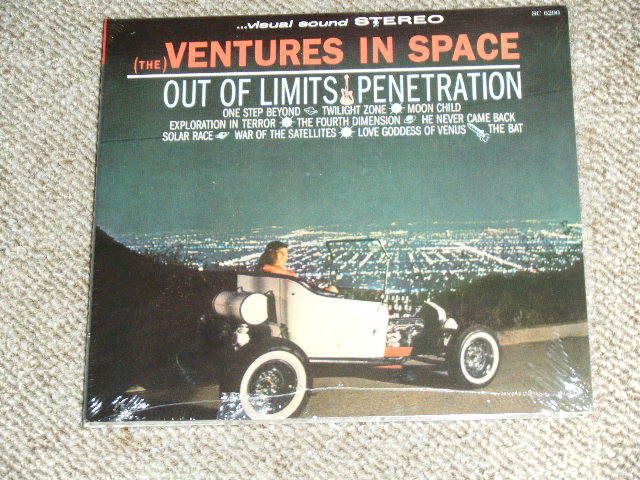 ...visual sound STEREO
SC 6290
(THE) VENTURES IN SPACE
OUT OF LIMITS PENETRATION
ONE STEP BEYOND TWILIGHT ZONE MOON CHILD
EXPLORATION IN TERROR THE FOURTH DIMENSION HE NEVER CAME BACK
SOLAR RACE WAR OF THE SATELLITES LOVE GODDESS OF VENUS THE BAT